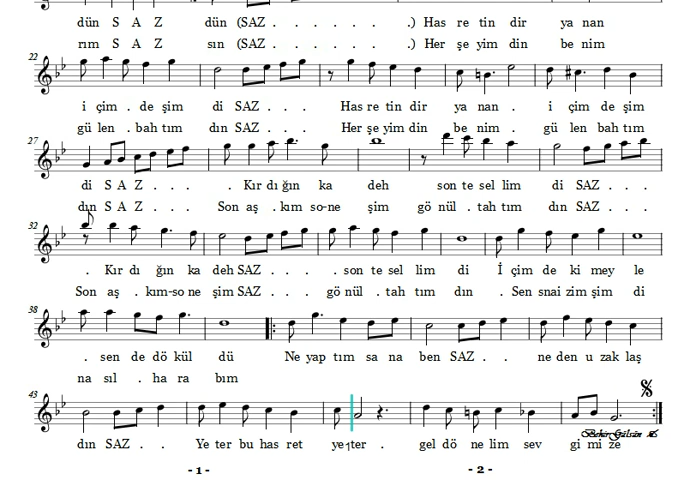 dün S A Z dün (SAZ . . . . . .) Has re tin dir ya nan
rım S A Z sın (SAZ . . . . . .) Her şe yim din be nim
22
i çim . de şim di SAZ . . . Has re tin dir ya nan . i çim de şim
gü len . bah tım dın SAZ . . . Her şe yim din be nim . gü len bah tım
27
di S A Z . . . . Kır dı ğın ka deh son te sel lim di SAZ . .
dın S A Z . . . Son aş . kım so-ne şim gö nül . tah tım dın SAZ . .
32
. Kır dı ğın ka deh SAZ . . . . son te sel lim di İ çim de ki mey le
Son aş . kım-so ne şim SAZ . . . gö nül . tah tım dın . Sen snai zim şim di
38
. sen de dö kül dü Ne yap tım sa na ben SAZ . . ne den u zak laş
na sıl . ha ra bım
43
dın SAZ . . Ye ter bu has ret ye ter . gel dö ne lim sev gi mi ze
Bekir Gülsün
- 1 - - 2 -